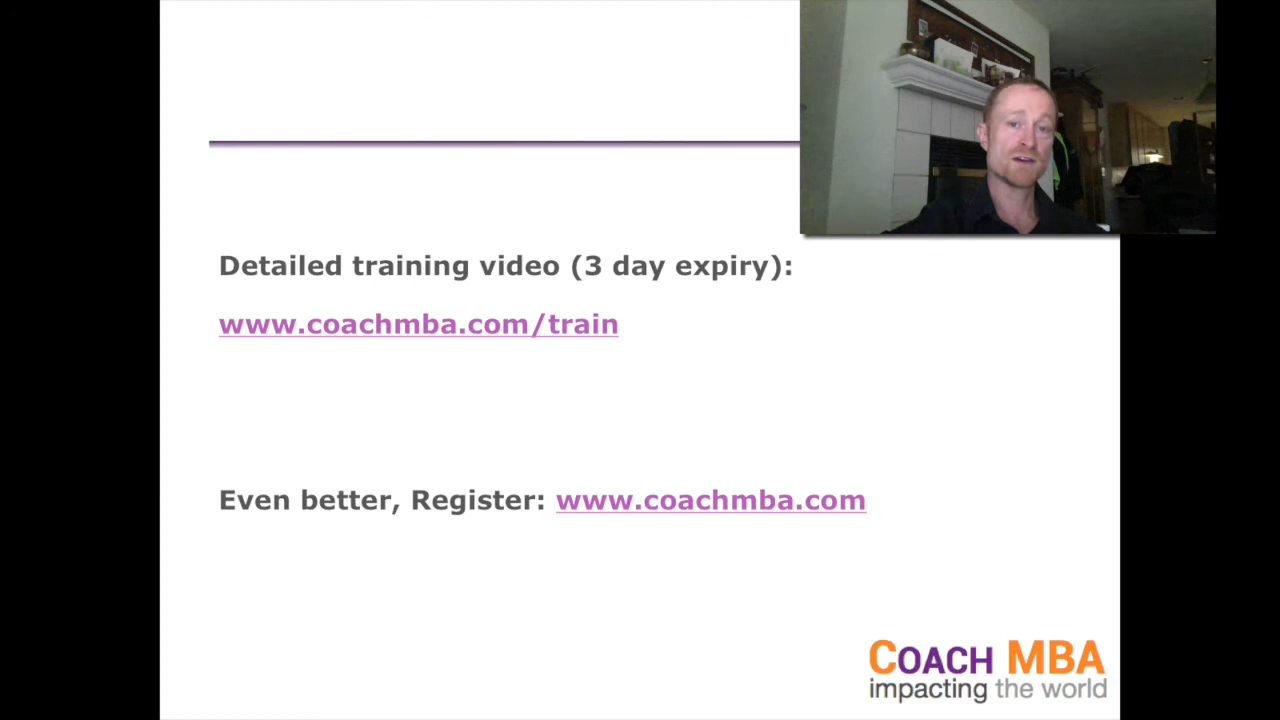 Detailed training video (3 day expiry):
www.coachmba.com/train
Even better, Register: www.coachmba.com
COACH MBA
impacting the world